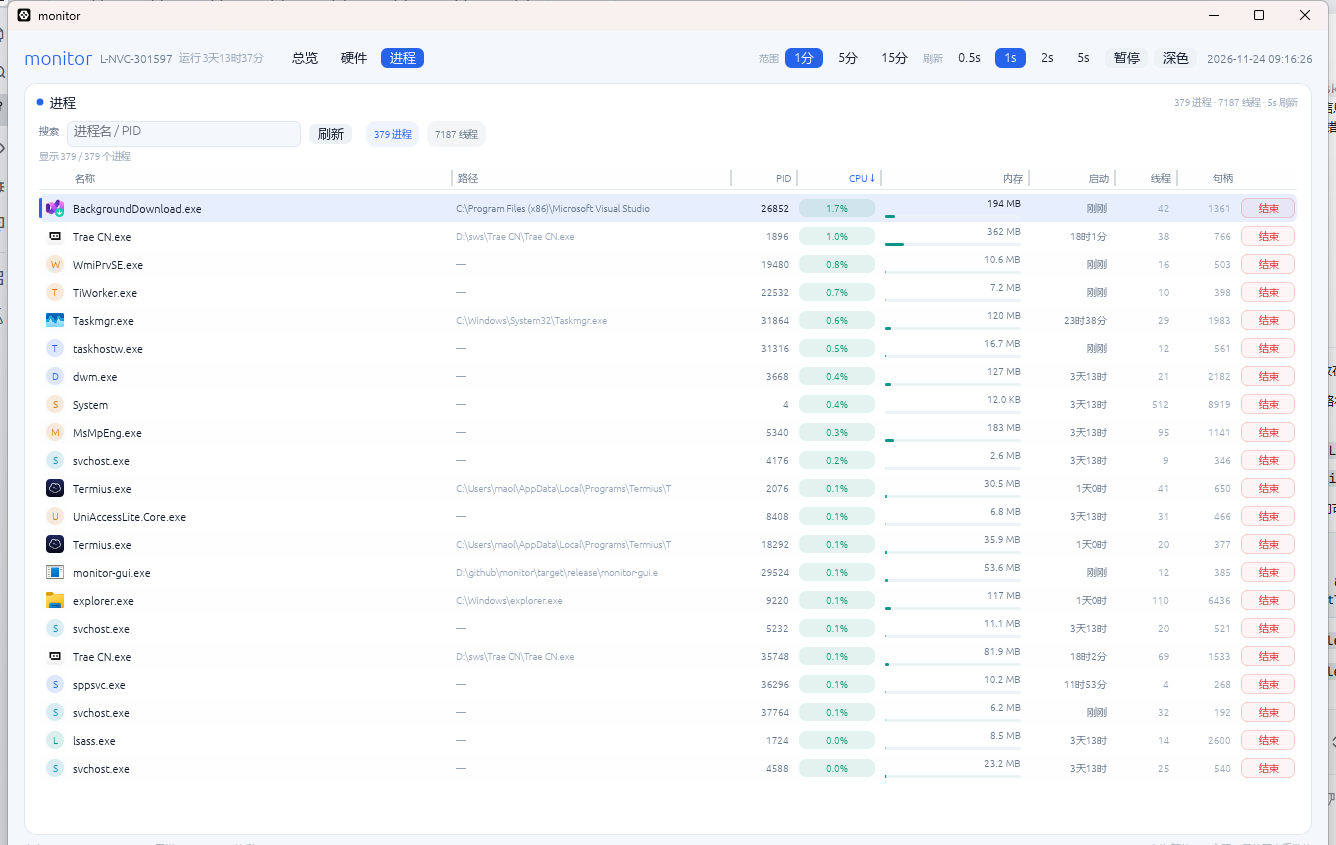 monitor
monitor L-NVC-301597 运行 3天13时37分 总览 硬件 进程 范围 1分 5分 15分 刷新 0.5s 1s 2s 5s 暂停 深色 2026-11-24 09:16:26
进程 379 进程 · 7187 线程 · 5s 刷新
搜索 进程名 / PID 刷新 379 进程 7187 线程
显示 379 / 379 个进程
名称 路径 PID CPU↓ 内存 启动 线程 句柄
BackgroundDownload.exe C:\Program Files (x86)\Microsoft Visual Studio 26852 1.7% 194 MB 刚刚 42 1361 结束
Trae CN.exe D:\sws\Trae CN\Trae CN.exe 1896 1.0% 362 MB 18时1分 38 766 结束
W WmiPrvSE.exe — 19480 0.8% 10.6 MB 刚刚 16 503 结束
T TiWorker.exe — 22532 0.7% 7.2 MB 刚刚 10 398 结束
Taskmgr.exe C:\Windows\System32\Taskmgr.exe 31864 0.6% 120 MB 23时38分 29 1983 结束
T taskhostw.exe — 31316 0.5% 16.7 MB 刚刚 12 561 结束
D dwm.exe — 3668 0.4% 127 MB 3天13时 21 2182 结束
S System — 4 0.4% 12.0 KB 3天13时 512 8919 结束
M MsMpEng.exe — 5340 0.3% 183 MB 3天13时 95 1141 结束
S svchost.exe — 4176 0.2% 2.6 MB 3天13时 9 346 结束
Termius.exe C:\Users\maol\AppData\Local\Programs\Termius\T 2076 0.1% 30.5 MB 1天0时 41 650 结束
U UniAccessLite.Core.exe — 8408 0.1% 6.8 MB 3天13时 31 466 结束
Termius.exe C:\Users\maol\AppData\Local\Programs\Termius\T 18292 0.1% 35.9 MB 1天0时 20 377 结束
monitor-gui.exe D:\github\monitor\target\release\monitor-gui.e 29524 0.1% 53.6 MB 刚刚 12 385 结束
explorer.exe C:\Windows\explorer.exe 9220 0.1% 117 MB 1天0时 110 6436 结束
S svchost.exe — 5232 0.1% 11.1 MB 3天13时 20 521 结束
Trae CN.exe D:\sws\Trae CN\Trae CN.exe 35748 0.1% 81.9 MB 18时2分 69 1533 结束
S sppsvc.exe — 36296 0.1% 10.2 MB 11时53分 4 268 结束
S svchost.exe — 37764 0.1% 6.2 MB 刚刚 32 192 结束
L lsass.exe — 1724 0.0% 8.5 MB 3天13时 14 2600 结束
S svchost.exe — 4588 0.0% 23.2 MB 3天13时 25 540 结束